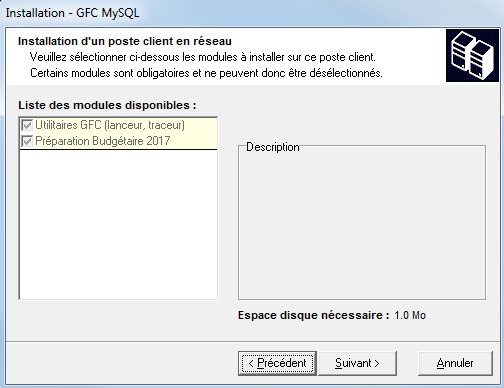 Installation - GFC MySQL
Installation d'un poste client en réseau
Veuillez sélectionner ci-dessous les modules à installer sur ce poste client.
Certains modules sont obligatoires et ne peuvent donc être désélectionnés.
Liste des modules disponibles :
Utilitaires GFC (lanceur, traceur)
Préparation Budgétaire 2017
Description
Espace disque nécessaire : 1.0 Mo
< Précédent
Suivant >
Annuler